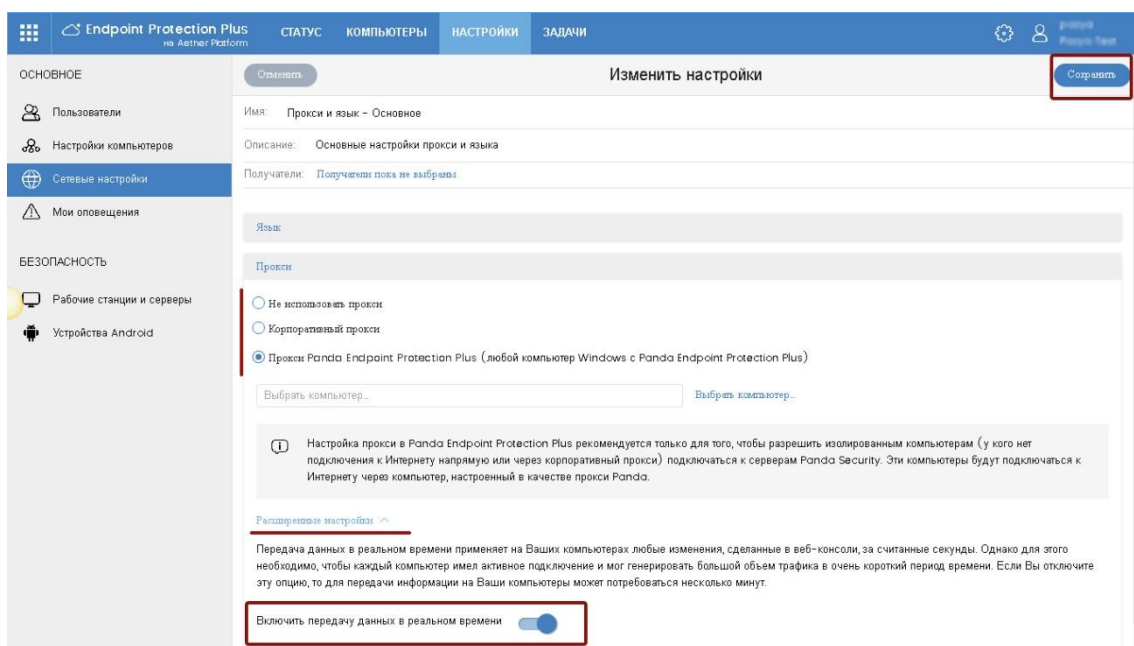 Endpoint Protection Plus
на Aether Platform
СТАТУС
КОМПЬЮТЕРЫ
НАСТРОЙКИ
ЗАДАЧИ
ОСНОВНОЕ
Пользователи
Настройки компьютеров
Сетевые настройки
Мои оповещения
БЕЗОПАСНОСТЬ
Рабочие станции и серверы
Устройства Android
Отменить
Изменить настройки
Сохранить
Имя: Прокси и язык - Основное
Описание: Основные настройки прокси и языка
Получатели: Получатели пока не выбраны
Язык
Прокси
Не использовать прокси
Корпоративный прокси
Прокси Panda Endpoint Protection Plus (любой компьютер Windows с Panda Endpoint Protection Plus)
Выбрать компьютер...
Выбрать компьютер...
Настройка прокси в Panda Endpoint Protection Plus рекомендуется только для того, чтобы разрешить изолированным компьютерам (у кого нет
подключения к Интернету напрямую или через корпоративный прокси) подключаться к серверам Panda Security. Эти компьютеры будут подключаться к
Интернету через компьютер, настроенный в качестве прокси Panda.
Расширенные настройки
Передача данных в реальном времени применяет на Ваших компьютерах любые изменения, сделанные в веб-консоли, за считанные секунды. Однако для этого
необходимо, чтобы каждый компьютер имел активное подключение и мог генерировать большой объем трафика в очень короткий период времени. Если Вы отключите
эту опцию, то для передачи информации на Ваши компьютеры может потребоваться несколько минут.
Включить передачу данных в реальном времени